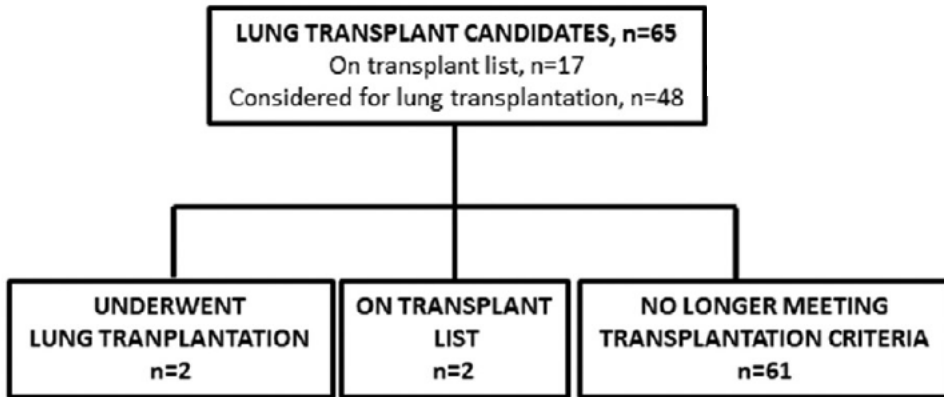 LUNG TRANSPLANT CANDIDATES, n=65
On transplant list, n=17
Considered for lung transplantation, n=48
UNDERWENT
LUNG TRANPLANTATION
n=2
ON TRANSPLANT
LIST
n=2
NO LONGER MEETING
TRANSPLANTATION CRITERIA
n=61